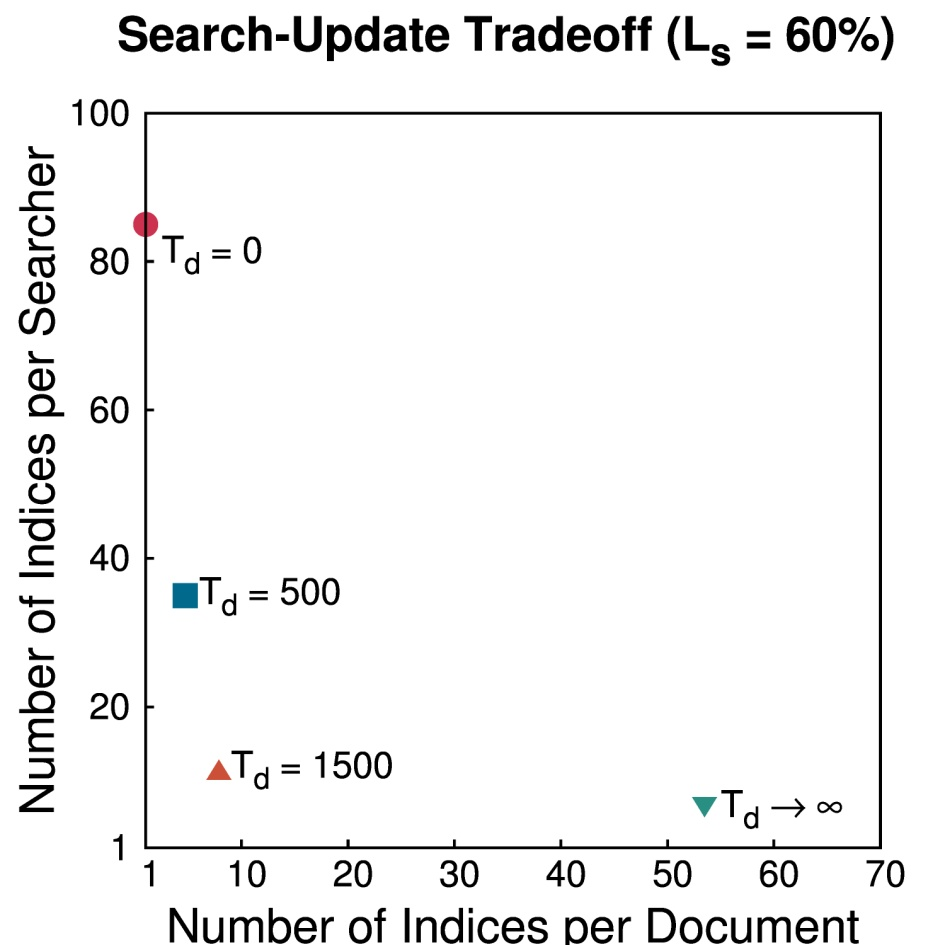 Search-Update Tradeoff (Ls = 60%)
Number of Indices per Searcher
100
80
60
40
20
1
Td = 0
Td = 500
Td = 1500
Td → ∞
1 10 20 30 40 50 60 70
Number of Indices per Document